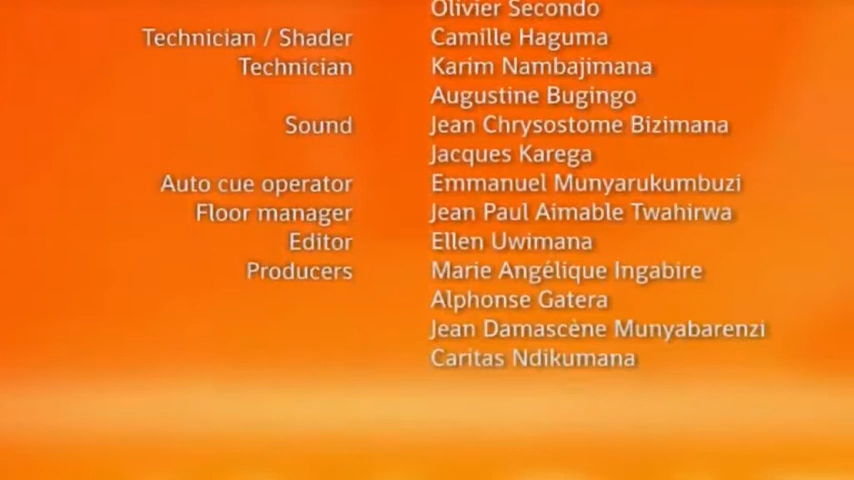 Olivier Secondo
Technician / Shader Camille Haguma
Technician Karim Nambajimana
Augustine Bugingo
Sound Jean Chrysostome Bizimana
Jacques Karega
Auto cue operator Emmanuel Munyarukumbuzi
Floor manager Jean Paul Aimable Twahirwa
Editor Ellen Uwimana
Producers Marie Angélique Ingabire
Alphonse Gatera
Jean Damascène Munyabarenzi
Caritas Ndikumana